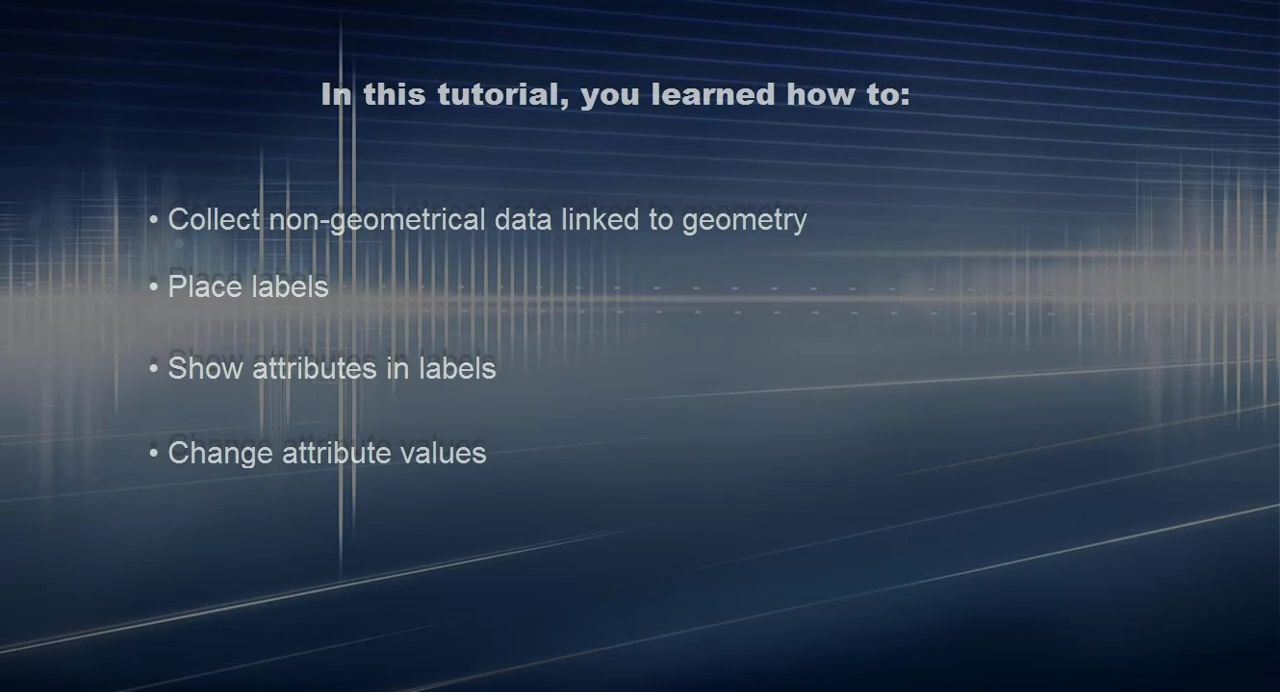 In this tutorial, you learned how to:
• Collect non-geometrical data linked to geometry
• Place labels
• Show attributes in labels
• Change attribute values